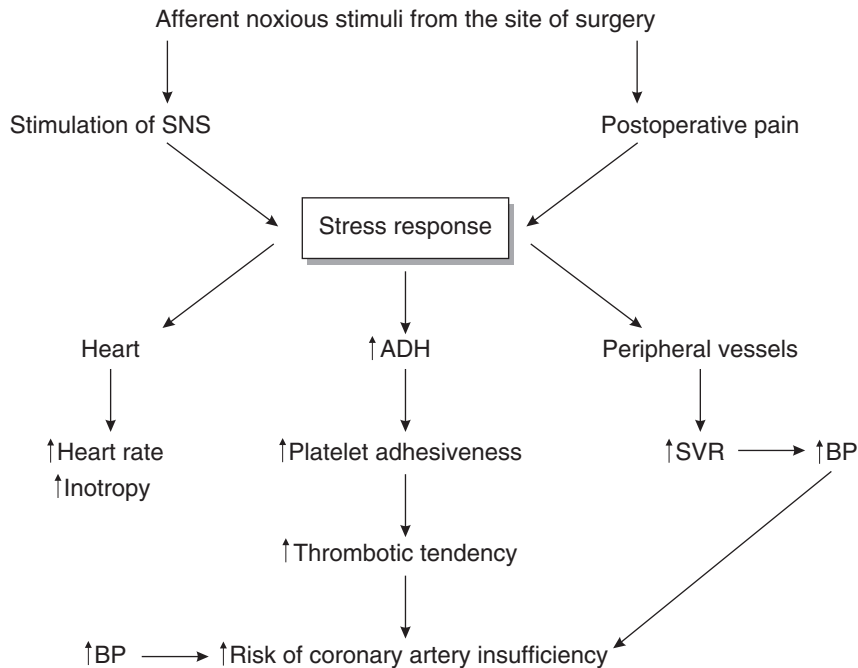 Afferent noxious stimuli from the site of surgery
Stimulation of SNS
Postoperative pain
Stress response
Heart
↑ADH
Peripheral vessels
↑Heart rate
↑Inotropy
↑Platelet adhesiveness
↑SVR
↑BP
↑Thrombotic tendency
↑BP
↑Risk of coronary artery insufficiency